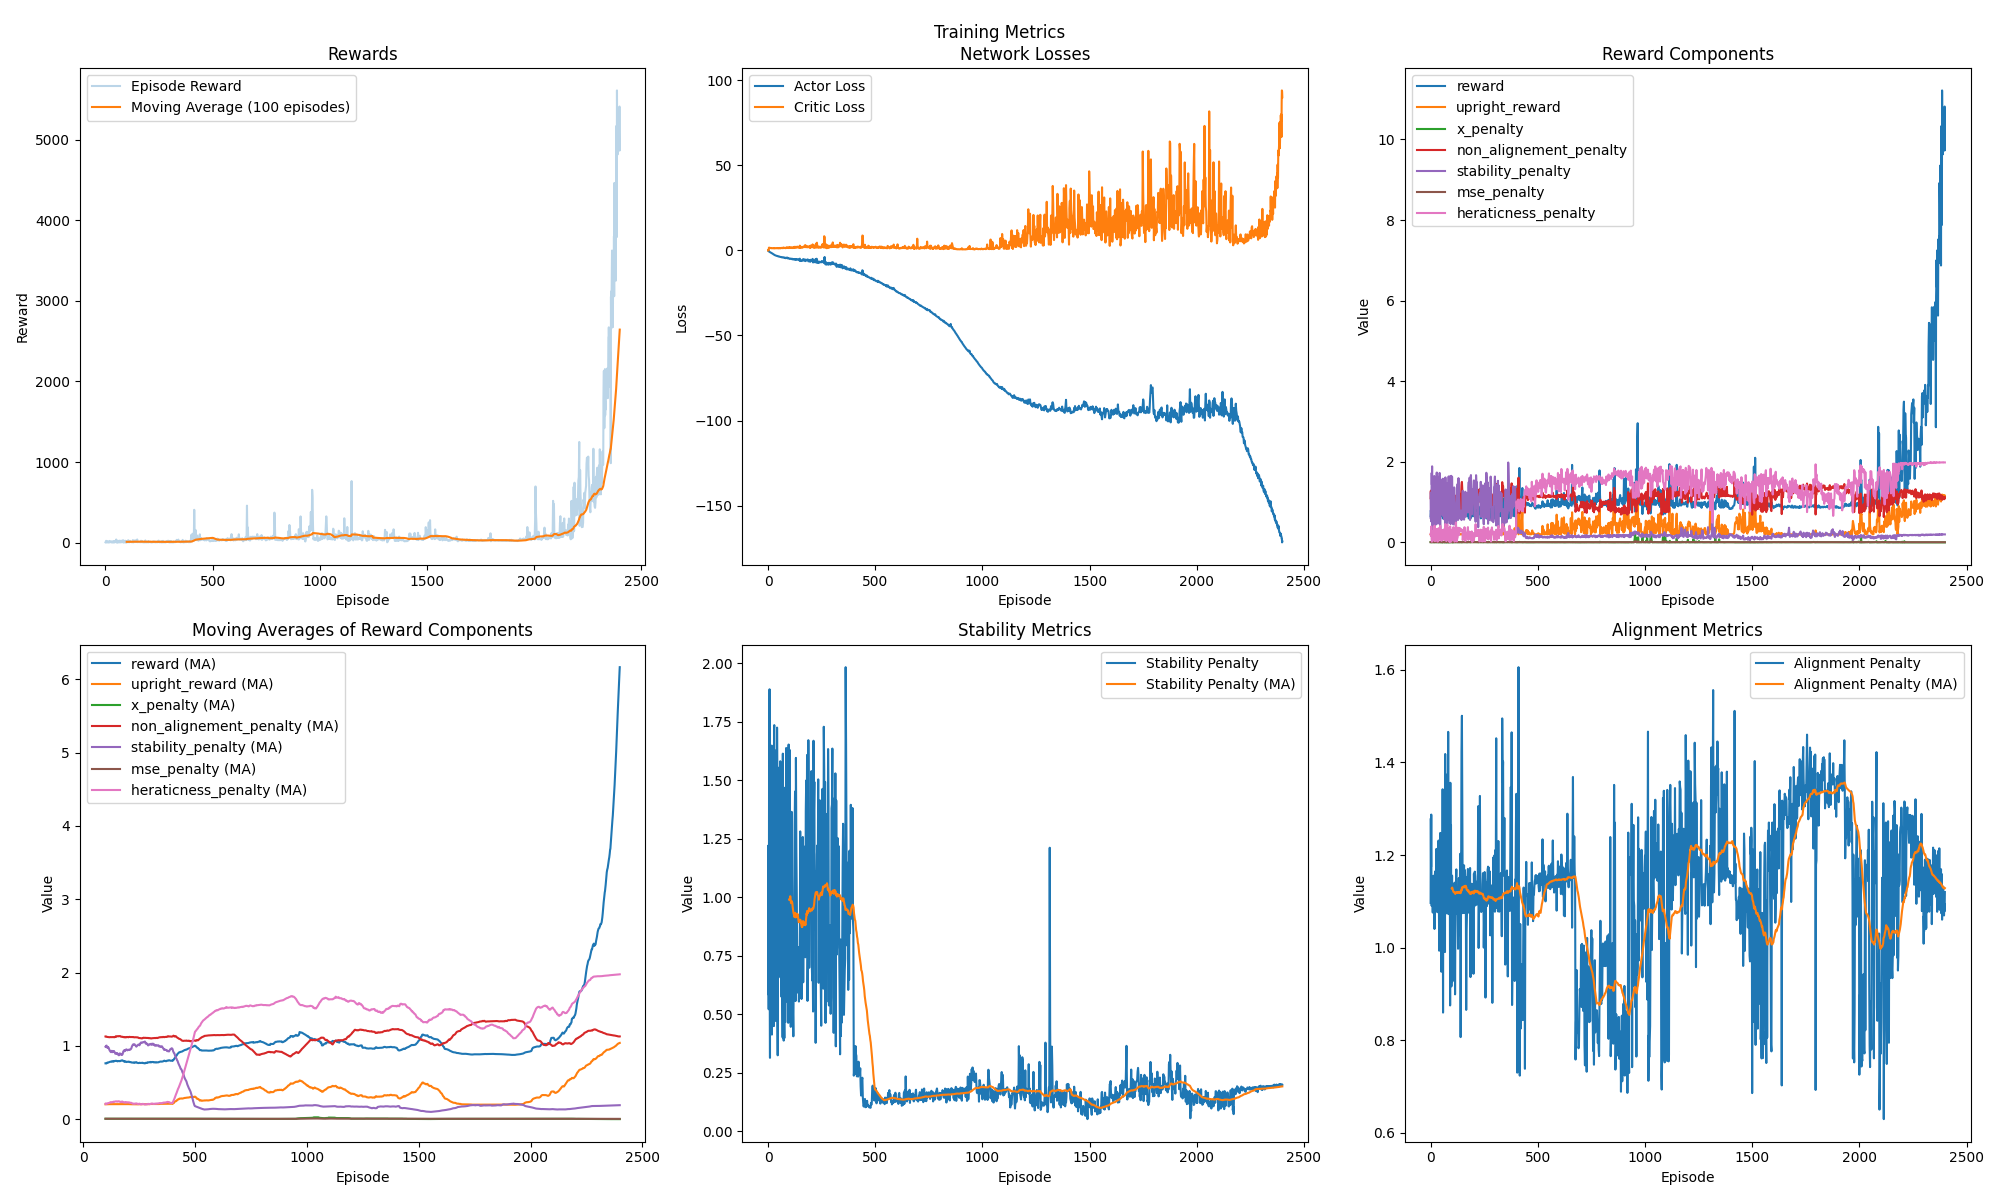 Training Metrics
Rewards
Episode Reward
Moving Average (100 episodes)
Reward
5000
4000
3000
2000
1000
0
0 500 1000 1500 2000 2500
Episode
Network Losses
Actor Loss
Critic Loss
Loss
100
50
0
−50
−100
−150
0 500 1000 1500 2000 2500
Episode
Reward Components
reward
upright_reward
x_penalty
non_alignement_penalty
stability_penalty
mse_penalty
heraticness_penalty
Value
10
8
6
4
2
0
0 500 1000 1500 2000 2500
Episode
Moving Averages of Reward Components
reward (MA)
upright_reward (MA)
x_penalty (MA)
non_alignement_penalty (MA)
stability_penalty (MA)
mse_penalty (MA)
heraticness_penalty (MA)
Value
6
5
4
3
2
1
0
0 500 1000 1500 2000 2500
Episode
Stability Metrics
Stability Penalty
Stability Penalty (MA)
Value
2.00
1.75
1.50
1.25
1.00
0.75
0.50
0.25
0.00
0 500 1000 1500 2000 2500
Episode
Alignment Metrics
Alignment Penalty
Alignment Penalty (MA)
Value
1.6
1.4
1.2
1.0
0.8
0.6
0 500 1000 1500 2000 2500
Episode